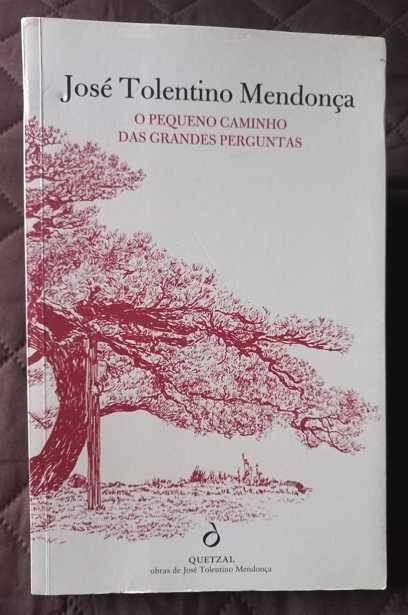 José Tolentino Mendonça
O PEQUENO CAMINHO
DAS GRANDES PERGUNTAS
QUETZAL
obras de José Tolentino Mendonça